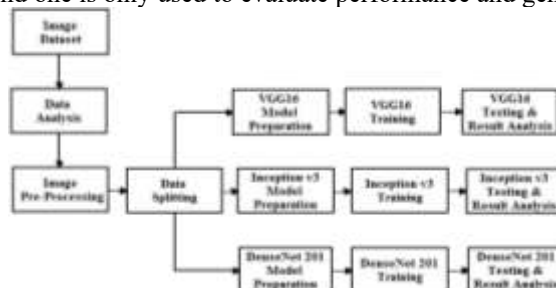 nd one is only used to evaluate performance and gen
Image
Dataset
Data
Analysis
Image
Pre-Processing
Data
Splitting
VGG16
Model
Preparation
VGG16
Training
VGG16
Testing &
Result Analysis
Inception v3
Model
Preparation
Inception v3
Training
Inception v3
Testing &
Result Analysis
DenseNet 201
Model
Preparation
DenseNet 201
Training
DenseNet 201
Testing &
Result Analysis